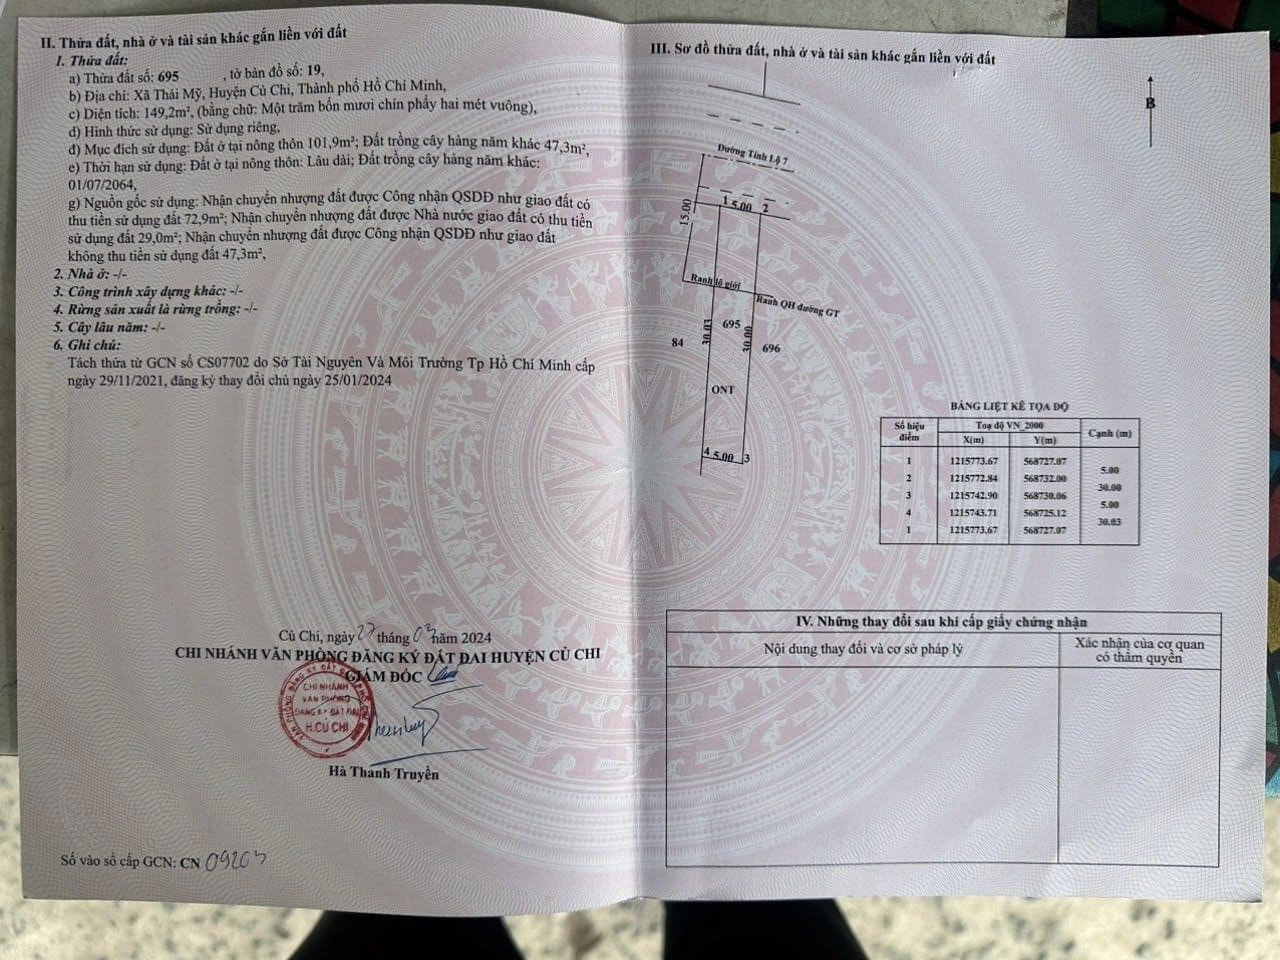 II. Thửa đất, nhà ở và tài sản khác gắn liền với đất
1. Thửa đất:
a) Thửa đất số: 695 , tờ bản đồ số: 19,
b) Địa chỉ: Xã Thái Mỹ, Huyện Củ Chi, Thành phố Hồ Chí Minh,
c) Diện tích: 149,2m², (bằng chữ: Một trăm bốn mươi chín phẩy hai mét vuông),
d) Hình thức sử dụng: Sử dụng riêng,
đ) Mục đích sử dụng: Đất ở tại nông thôn 101,9m²; Đất trồng cây hàng năm khác 47,3m²,
e) Thời hạn sử dụng: Đất ở tại nông thôn: Lâu dài; Đất trồng cây hàng năm khác:
01/07/2064,
g) Nguồn gốc sử dụng: Nhận chuyển nhượng đất được Công nhận QSDĐ như giao đất có
thu tiền sử dụng đất 72,9m²; Nhận chuyển nhượng đất được Nhà nước giao đất có thu tiền
sử dụng đất 29,0m²; Nhận chuyển nhượng đất được Công nhận QSDĐ như giao đất
không thu tiền sử dụng đất 47,3m²,
2. Nhà ở: -/-
3. Công trình xây dựng khác: -/-
4. Rừng sản xuất là rừng trồng: -/-
5. Cây lâu năm: -/-
6. Ghi chú:
Tách thửa từ GCN số CS07702 do Sở Tài Nguyên Và Môi Trường Tp Hồ Chí Minh cấp
ngày 29/11/2021, đăng ký thay đổi chủ ngày 25/01/2024
Củ Chi, ngày 27 tháng 03 năm 2024
CHI NHÁNH VĂN PHÒNG ĐĂNG KÝ ĐẤT ĐAI HUYỆN CỦ CHI
GIÁM ĐỐC
CHI NHÁNH
VĂN PHÒNG
ĐĂNG KÝ ĐẤT ĐAI
H.CỦ CHI
Hà Thanh Truyền
Số vào sổ cấp GCN: CN 09203
III. Sơ đồ thửa đất, nhà ở và tài sản khác gắn liền với đất
B
Đường Tỉnh Lộ 7
1 5.00 2
15.00
Ranh lộ giới
Ranh QH đường GT
30.03
695
30.00
84
696
ONT
4 5.00 3
BẢNG LIỆT KÊ TỌA ĐỘ
Số hiệu điểm Toạ độ VN_2000 Cạnh (m)
X(m) Y(m)
1 1215773.67 568727.07
5.00
2 1215772.84 568732.00
30.00
3 1215742.90 568730.06
5.00
4 1215743.71 568725.12
30.03
1 1215773.67 568727.07
IV. Những thay đổi sau khi cấp giấy chứng nhận
Nội dung thay đổi và cơ sở pháp lý
Xác nhận của cơ quan
có thẩm quyền